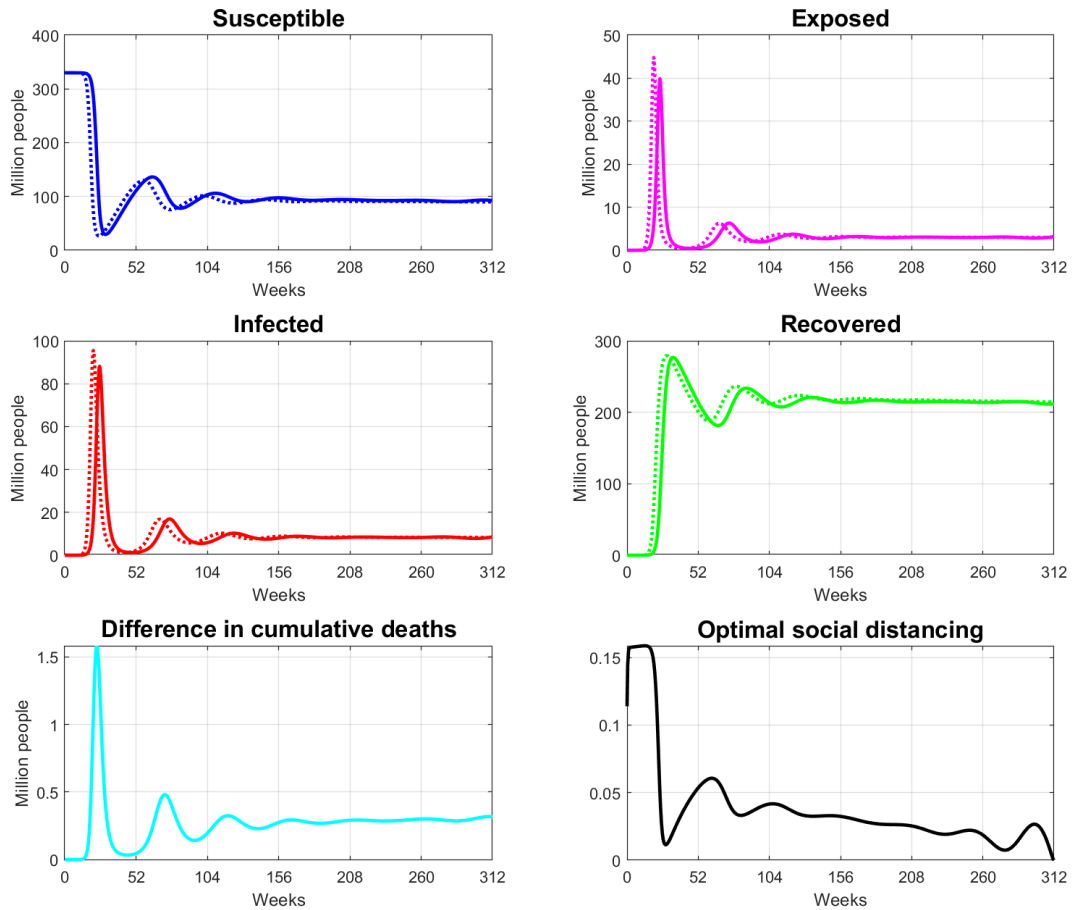 Susceptible
400
300
200
100
0
Million people
0 52 104 156 208 260 312
Weeks
Exposed
50
40
30
20
10
0
Million people
0 52 104 156 208 260 312
Weeks
Infected
100
80
60
40
20
0
Million people
0 52 104 156 208 260 312
Weeks
Recovered
300
200
100
0
Million people
0 52 104 156 208 260 312
Weeks
Difference in cumulative deaths
1.5
1
0.5
0
Million people
0 52 104 156 208 260 312
Weeks
Optimal social distancing
0.15
0.1
0.05
0
0 52 104 156 208 260 312
Weeks